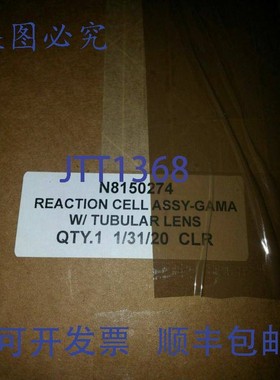 是图必究
JTT1368
N8150274
REACTION CELL ASSY-GAMA
W/ TUBULAR LENS
QTY.1 1/31/20 CLR
可开发票 顺丰包邮